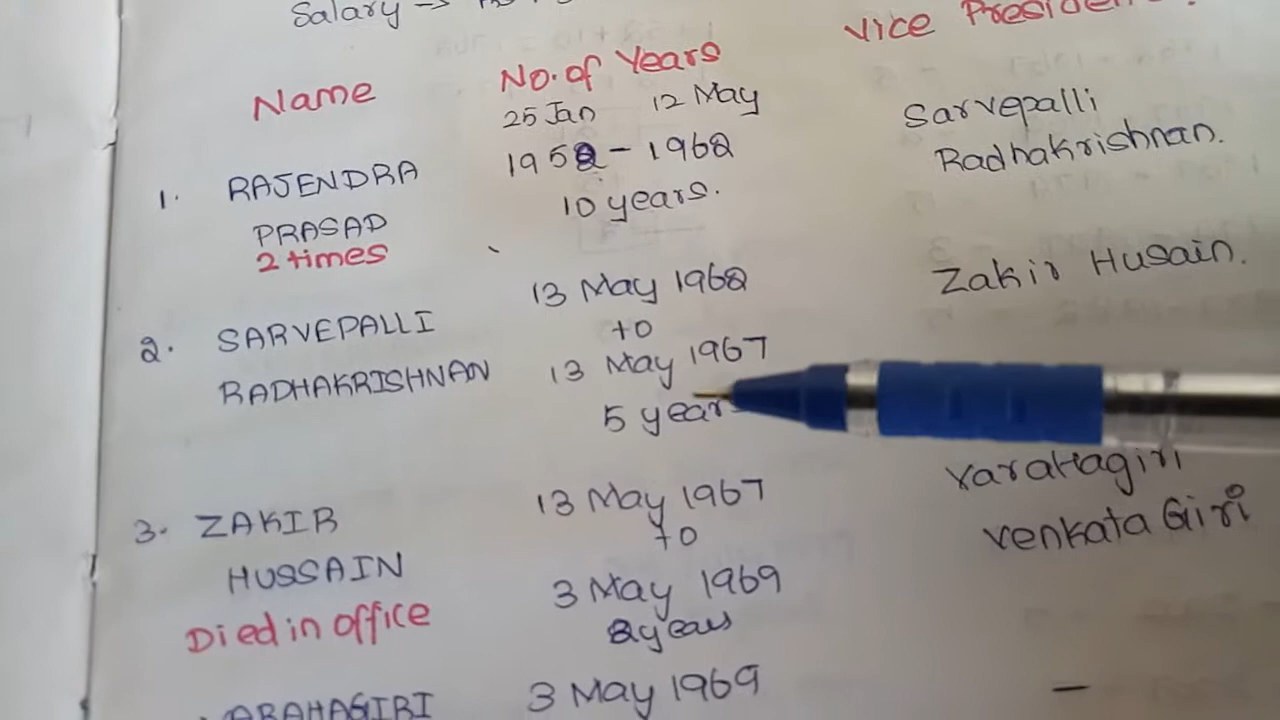 Salary →
Name No. of Years Vice President
25 Jan 12 May
1. RAJENDRA 1952 - 1962 Sarvepalli
PRASAD 10 years. Radhakrishnan.
2 times
2. SARVEPALLI 13 May 1962 Zakir Husain.
RADHAKRISHNAN to
13 May 1967
5 year
3. ZAKIR 13 May 1967 Varahagiri
HUSSAIN to Venkata Giri
Died in office 3 May 1969
2 years
ARAHAGIRI 3 May 1969 —